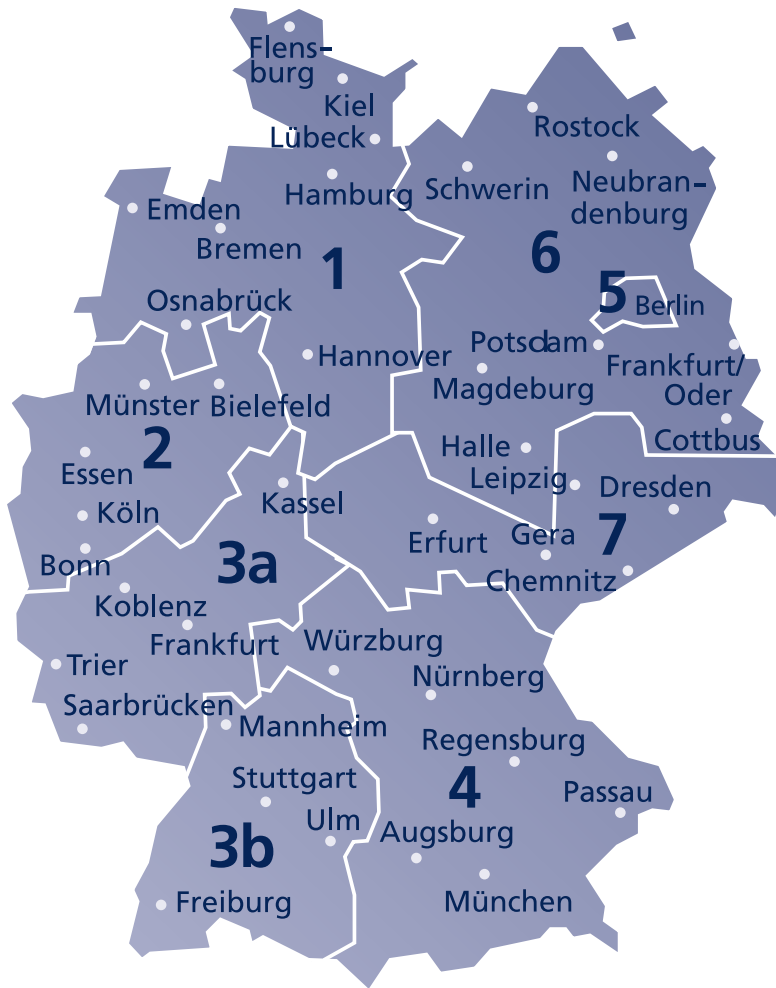 Flens-
burg
Kiel
Lübeck
Rostock
Hamburg
Schwerin
Neubran-
denburg
Emden
Bremen
1
6
5
Berlin
Osnabrück
Hannover
Potsdam
Frankfurt/
Oder
Magdeburg
Münster
Bielefeld
2
Halle
Cottbus
Essen
Leipzig
Dresden
Kassel
Köln
Erfurt
Gera
7
Bonn
3a
Chemnitz
Koblenz
Frankfurt
Würzburg
Trier
Nürnberg
Saarbrücken
Mannheim
Regensburg
Stuttgart
4
Passau
Ulm
Augsburg
3b
Freiburg
München